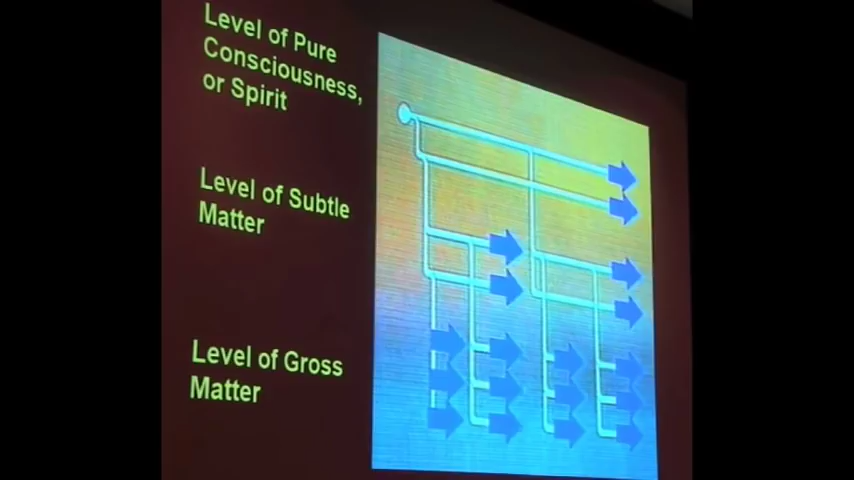 Level of Pure
Consciousness,
or Spirit
Level of Subtle
Matter
Level of Gross
Matter